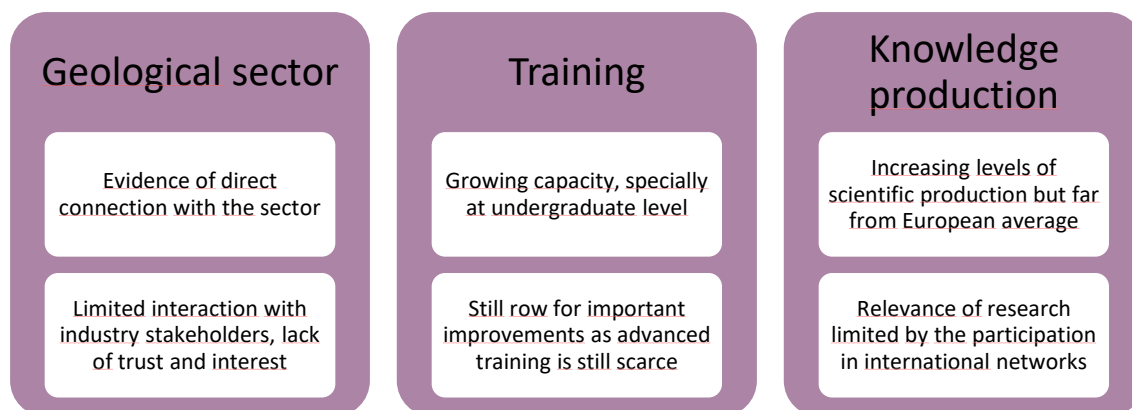 Geological sector
Evidence of direct
connection with the sector
Limited interaction with
industry stakeholders, lack
of trust and interest
Training
Growing capacity, specially
at undergraduate level
Still row for important
improvements as advanced
training is still scarce
Knowledge
production
Increasing levels of
scientific production but far
from European average
Relevance of research
limited by the participation
in international networks